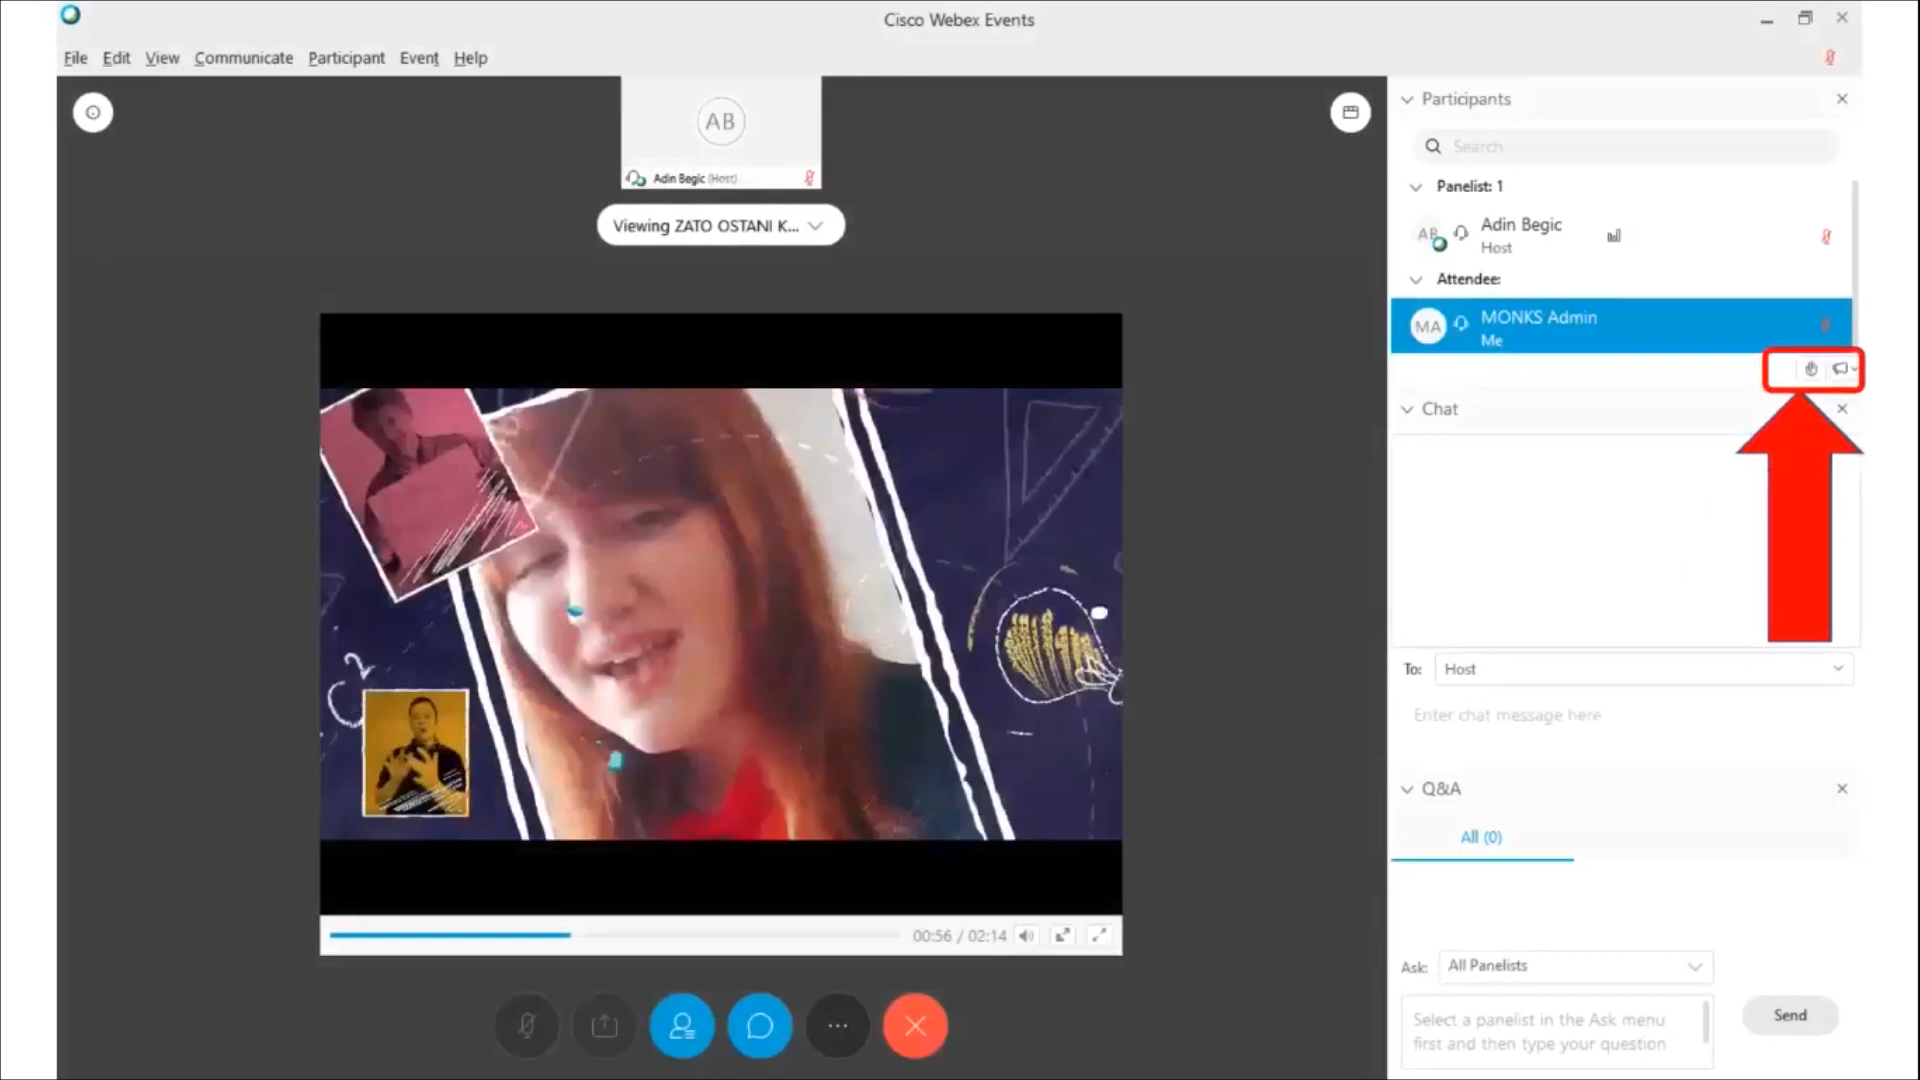 Cisco Webex Events
File Edit View Communicate Participant Event Help
AB
Adin Begic (Host)
Viewing ZATO OSTANI K...
C2
00:56 / 02:14
Participants
Search
Panelist: 1
AB
Adin Begic
Host
Attendee:
MA
MONKS Admin
Me
Chat
To: Host
Enter chat message here
Q&A
All (0)
Ask: All Panelists
Select a panelist in the Ask menu
first and then type your question
Send